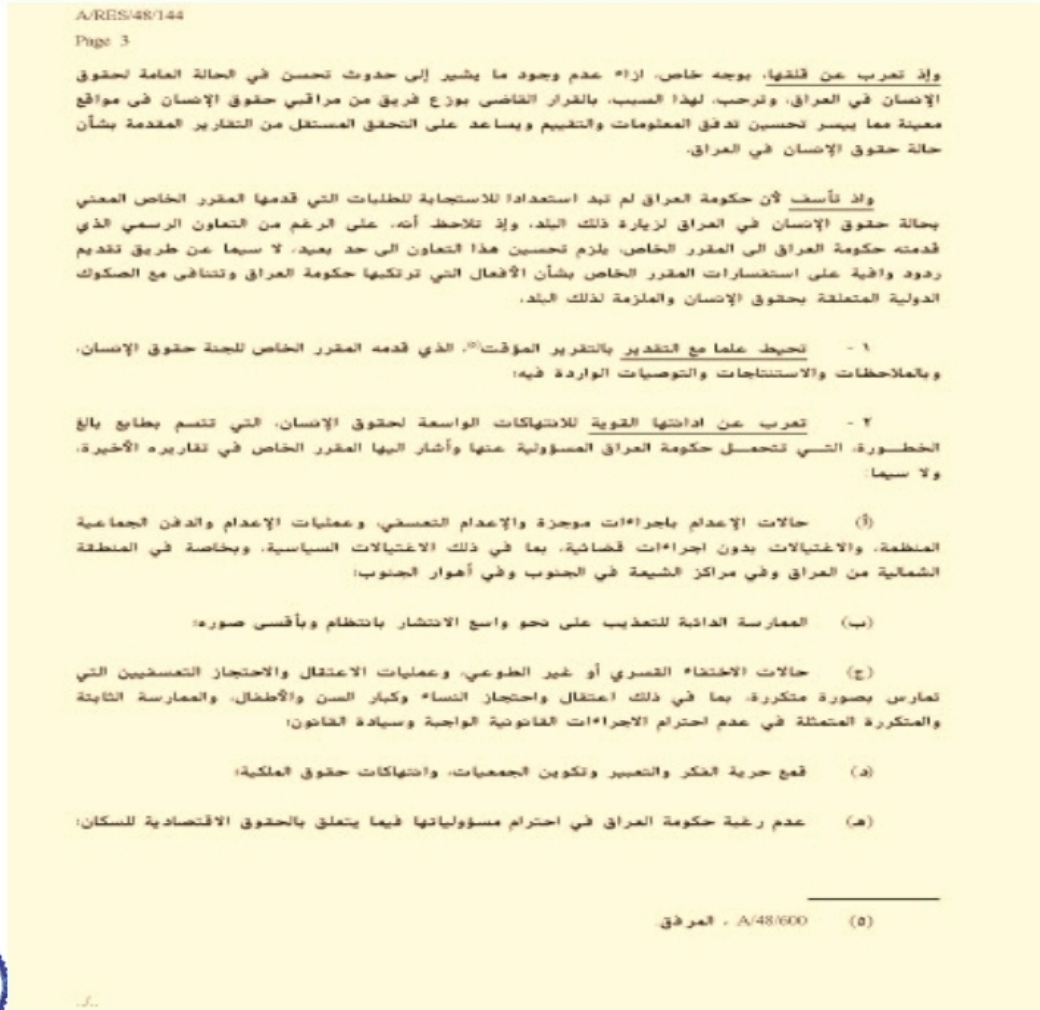 A/RES/48/144
Page 3
وإذ تعرب عن قلقها، بوجه خاص، ازاء عدم وجود ما يشير إلى حدوث تحسن في الحالة العامة لحقوق
الإنسان في العراق، وترحب، لهذا السبب، بالقرار القاضي بوزع فريق من مراقبي حقوق الإنسان في مواقع
معينة مما ييسر تحسين تدفق المعلومات والتقييم ويساعد على التحقق المستقل من التقارير المقدمة بشأن
حالة حقوق الإنسان في العراق،
وإذ تأسف لأن حكومة العراق لم تبد استعدادا للاستجابة للطلبات التي قدمها المقرر الخاص المعني
بحالة حقوق الإنسان في العراق لزيارة ذلك البلد، وإذ تلاحظ أنه، على الرغم من التعاون الرسمي الذي
قدمته حكومة العراق الى المقرر الخاص، يلزم تحسين هذا التعاون الى حد بعيد، لا سيما عن طريق تقديم
ردود وافية على استفسارات المقرر الخاص بشأن الأفعال التي ترتكبها حكومة العراق وتتنافى مع الصكوك
الدولية المتعلقة بحقوق الإنسان والملزمة لذلك البلد،
١ - تحيط علما مع التقدير بالتقرير المؤقت(٥)، الذي قدمه المقرر الخاص للجنة حقوق الإنسان،
وبالملاحظات والاستنتاجات والتوصيات الواردة فيه؛
٢ - تعرب عن ادانتها القوية للانتهاكات الواسعة لحقوق الإنسان، التي تتسم بطابع بالغ
الخطـــورة، التـــي تتحمـــل حكومة العراق المسؤولية عنها وأشار اليها المقرر الخاص في تقاريره الأخيرة،
ولا سيما:
(أ) حالات الإعدام باجراءات موجزة والإعدام التعسفي، وعمليات الإعدام والدفن الجماعية
المنظمة، والاغتيالات بدون اجراءات قضائية، بما في ذلك الاغتيالات السياسية، وبخاصة في المنطقة
الشمالية من العراق وفي مراكز الشيعة في الجنوب وفي أهوار الجنوب؛
(ب) الممارسة الدائبة للتعذيب على نحو واسع الانتشار بانتظام وبأقسى صوره؛
(ج) حالات الاختفاء القسري أو غير الطوعي، وعمليات الاعتقال والاحتجاز التعسفيين التي
تمارس بصورة متكررة، بما في ذلك اعتقال واحتجاز النساء وكبار السن والأطفال، والممارسة الثابتة
والمتكررة المتمثلة في عدم احترام الاجراءات القانونية الواجبة وسيادة القانون؛
(د) قمع حرية الفكر والتعبير وتكوين الجمعيات، وانتهاكات حقوق الملكية؛
(هـ) عدم رغبة حكومة العراق في احترام مسؤولياتها فيما يتعلق بالحقوق الاقتصادية للسكان؛
(٥) A/48/600 ، المرفق.
../..